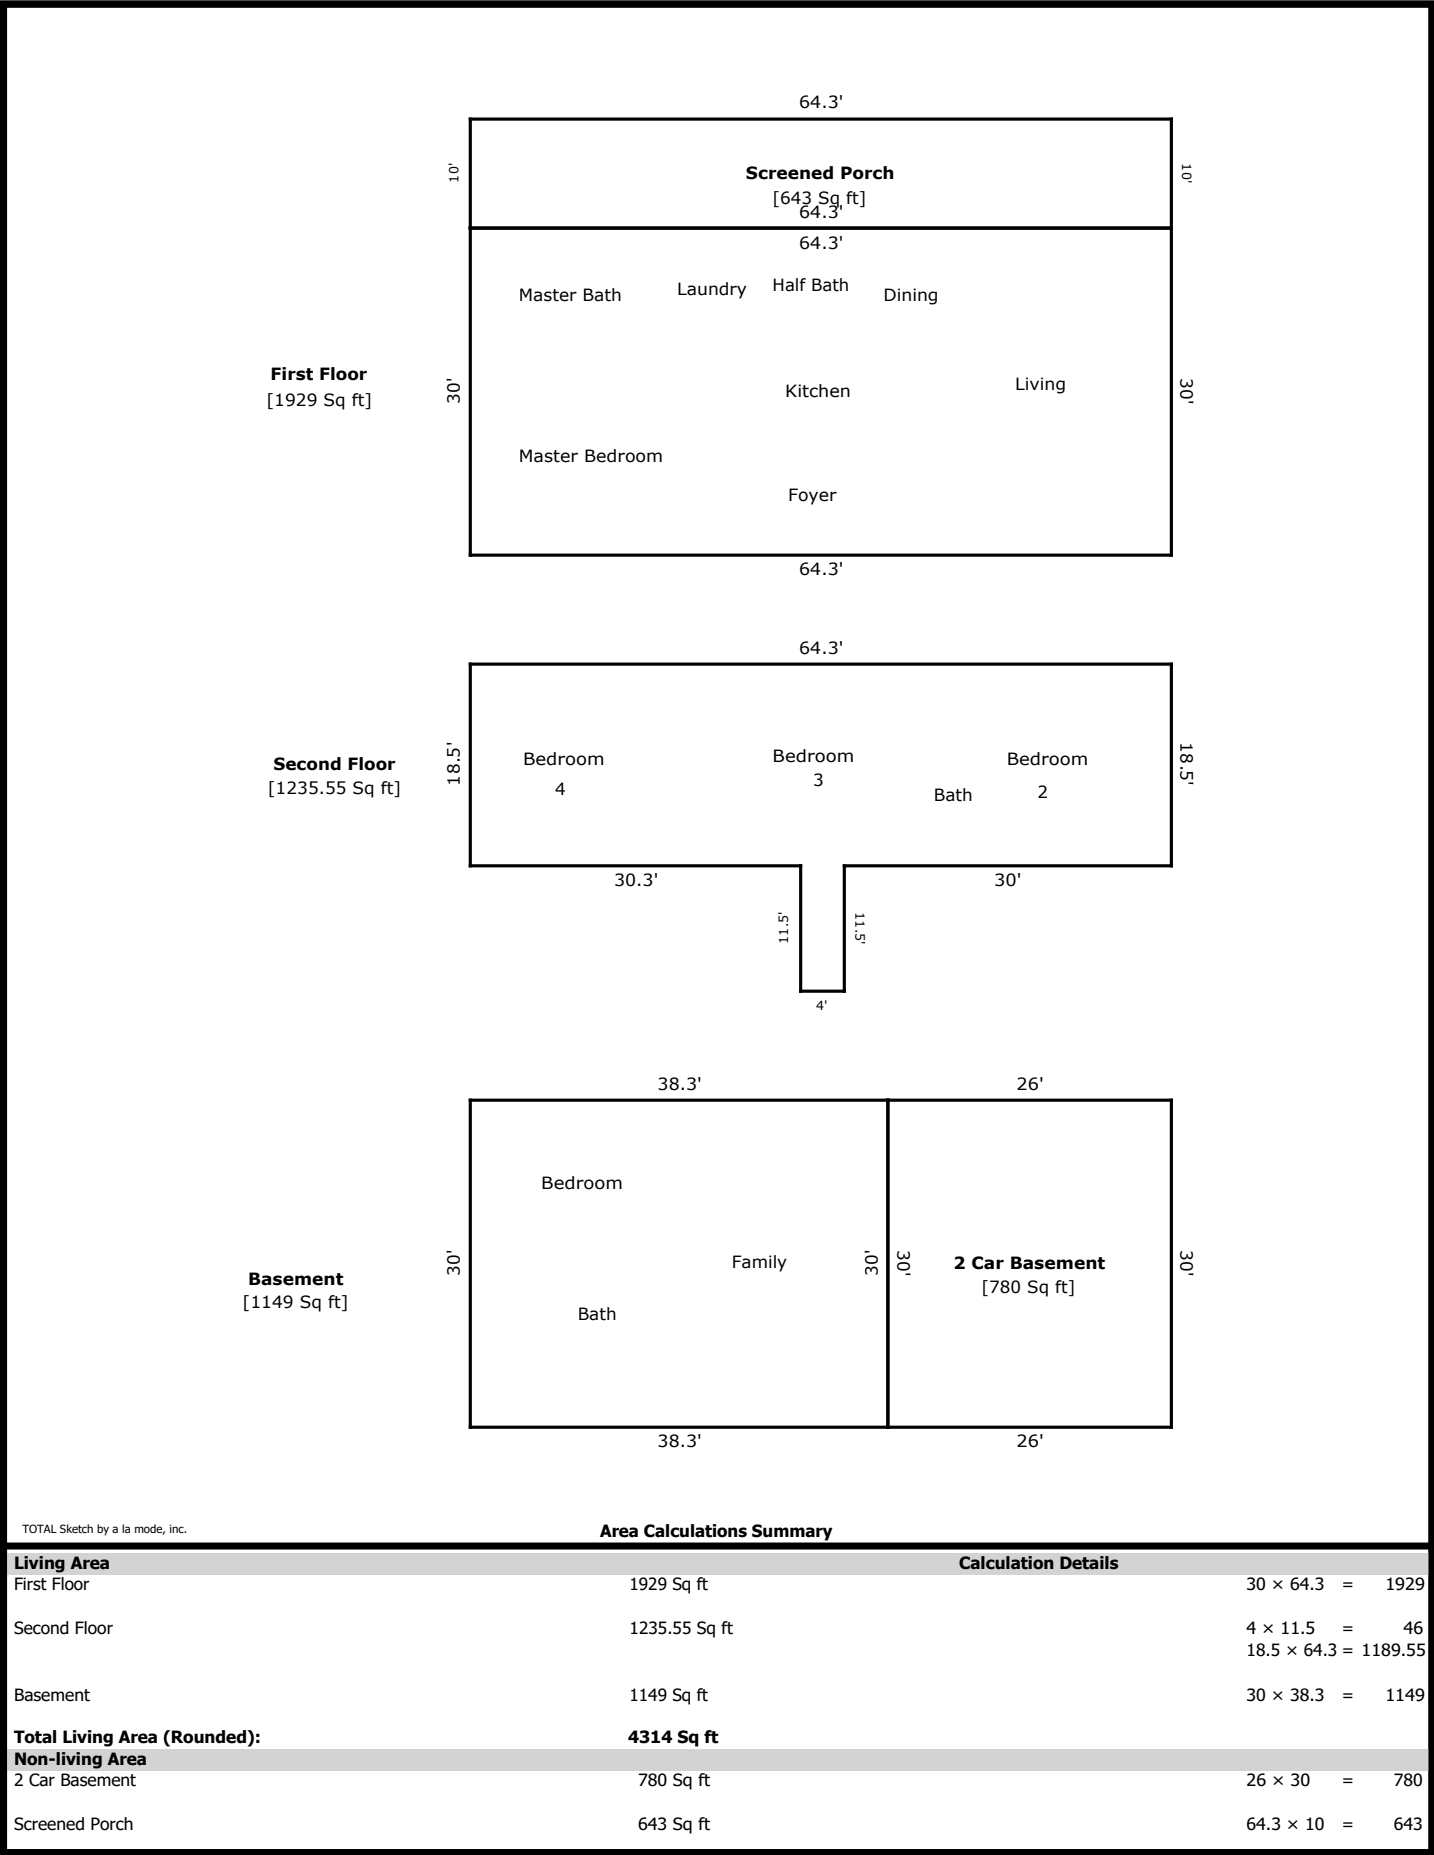 64.3'
10'
10'
Screened Porch
[643 Sq ft]
64.3'
64.3'
Master Bath
Laundry
Half Bath
Dining
First Floor
[1929 Sq ft]
30'
Kitchen
Living
30'
Master Bedroom
Foyer
64.3'
64.3'
Second Floor
[1235.55 Sq ft]
18.5'
Bedroom
4
Bedroom
3
Bath
Bedroom
2
18.5'
30.3'
30'
11.5'
11.5'
4'
38.3'
26'
Bedroom
Basement
[1149 Sq ft]
30'
Family
30'
30'
2 Car Basement
[780 Sq ft]
30'
Bath
38.3'
26'
TOTAL Sketch by a la mode, inc.
Area Calculations Summary
Living Area Calculation Details
First Floor 1929 Sq ft 30 × 64.3 = 1929
Second Floor 1235.55 Sq ft 4 × 11.5 = 46
18.5 × 64.3 = 1189.55
Basement 1149 Sq ft 30 × 38.3 = 1149
Total Living Area (Rounded): 4314 Sq ft
Non-living Area
2 Car Basement 780 Sq ft 26 × 30 = 780
Screened Porch 643 Sq ft 64.3 × 10 = 643